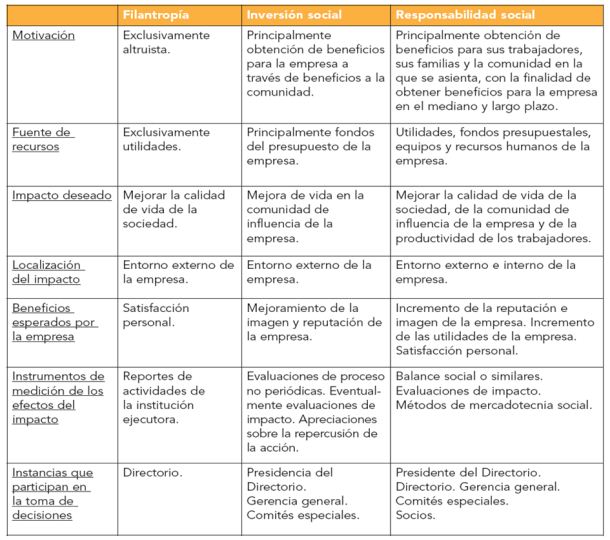 Filantropía
Inversión social
Responsabilidad social
Motivación
Exclusivamente
altruista.
Principalmente
obtención de beneficios
para la empresa a
través de beneficios a la
comunidad.
Principalmente obtención de
beneficios para sus trabajadores,
sus familias y la comunidad en la
que se asienta, con la finalidad de
obtener beneficios para la empresa
en el mediano y largo plazo.
Fuente de
recursos
Exclusivamente
utilidades.
Principalmente fondos
del presupuesto de la
empresa.
Utilidades, fondos presupuestales,
equipos y recursos humanos de la
empresa.
Impacto deseado
Mejorar la calidad
de vida de la
sociedad.
Mejora de vida en la
comunidad de
influencia de la
empresa.
Mejorar la calidad de vida de la
sociedad, de la comunidad de
influencia de la empresa y de la
productividad de los trabajadores.
Localización
del impacto
Entorno externo de
la empresa.
Entorno externo de la
empresa.
Entorno externo e interno de la
empresa.
Beneficios
esperados por
la empresa
Satisfacción
personal.
Mejoramiento de la
imagen y reputación de
la empresa.
Incremento de la reputación e
imagen de la empresa. Incremento
de las utilidades de la empresa.
Satisfacción personal.
Instrumentos de
medición de los
efectos del
impacto
Reportes de
actividades de
la institución
ejecutora.
Evaluaciones de proceso
no periódicas. Eventual-
mente evaluaciones de
impacto. Apreciaciones
sobre la repercusión de
la acción.
Balance social o similares.
Evaluaciones de impacto.
Métodos de mercadotecnia social.
Instancias que
participan en
la toma de
decisiones
Directorio.
Presidencia del
Directorio.
Gerencia general.
Comités especiales.
Presidente del Directorio.
Directorio. Gerencia general.
Comités especiales.
Socios.